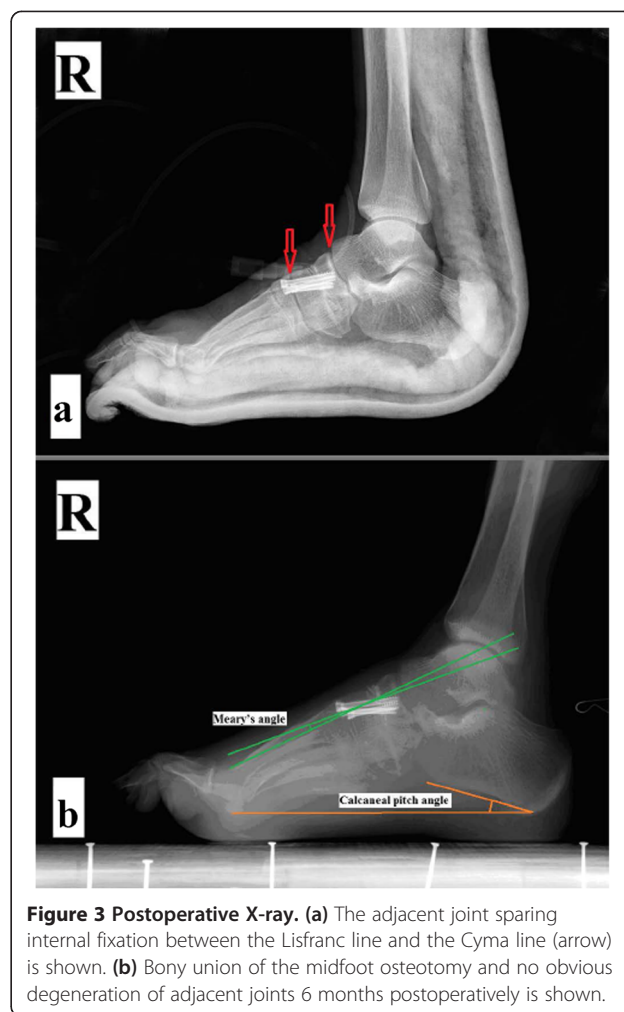 R
a
R
Meary's angle
Calcaneal pitch angle
b
Figure 3 Postoperative X-ray. (a) The adjacent joint sparing
internal fixation between the Lisfranc line and the Cyma line (arrow)
is shown. (b) Bony union of the midfoot osteotomy and no obvious
degeneration of adjacent joints 6 months postoperatively is shown.